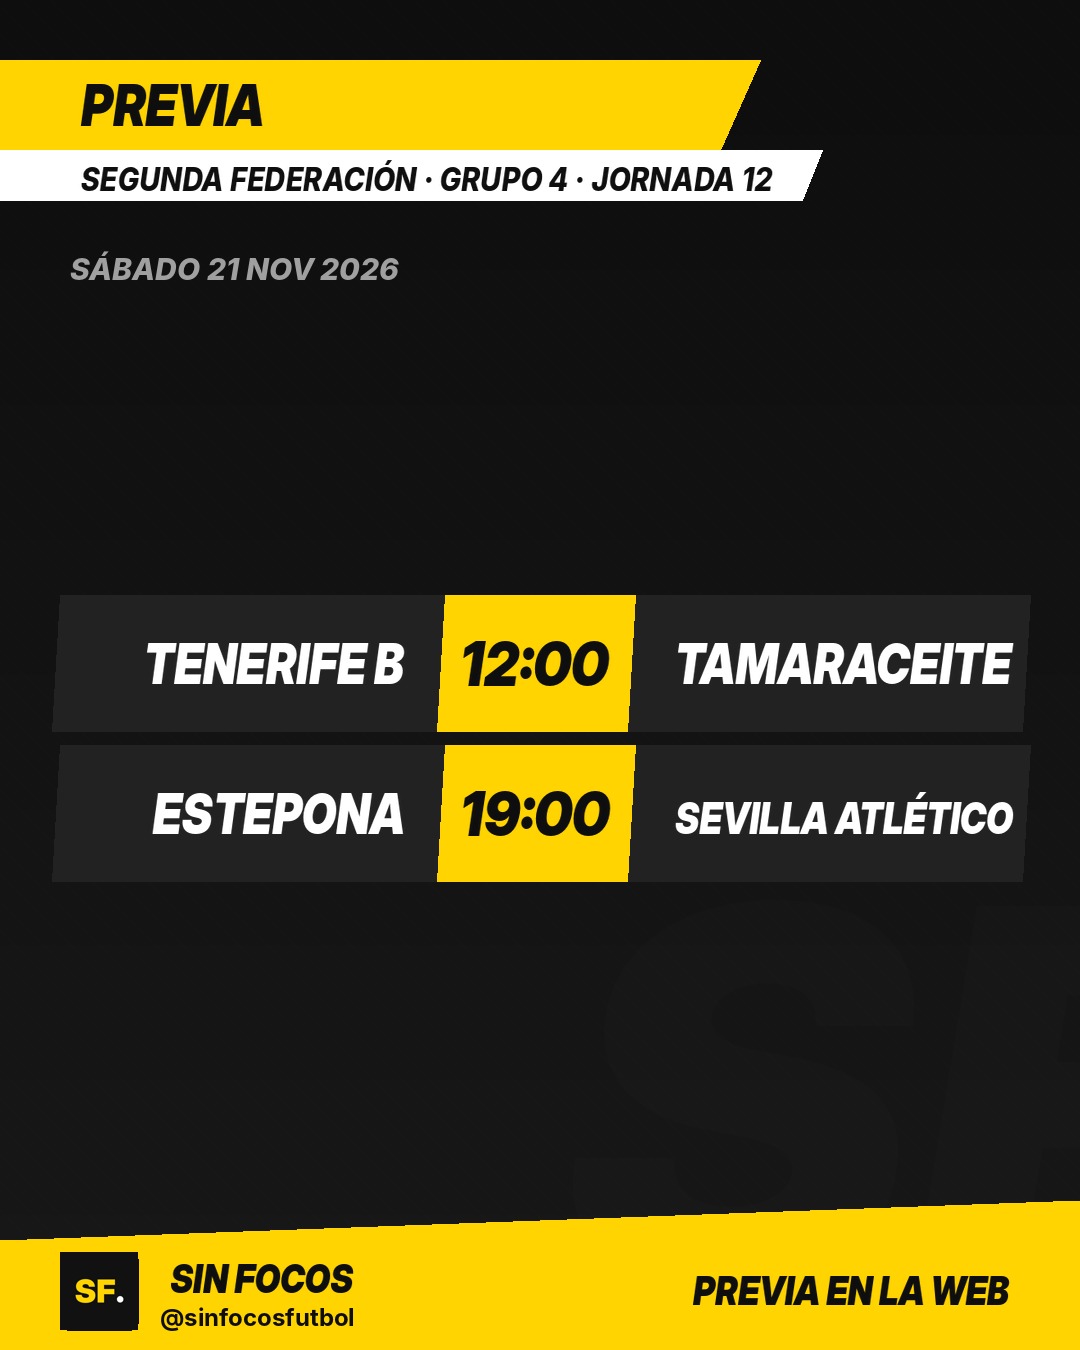 PREVIA
SEGUNDA FEDERACIÓN · GRUPO 4 · JORNADA 12
SÁBADO 21 NOV 2026
TENERIFE B 12:00 TAMARACEITE
ESTEPONA 19:00 SEVILLA ATLÉTICO
SF
SF.
SIN FOCOS
@sinfocosfutbol
PREVIA EN LA WEB